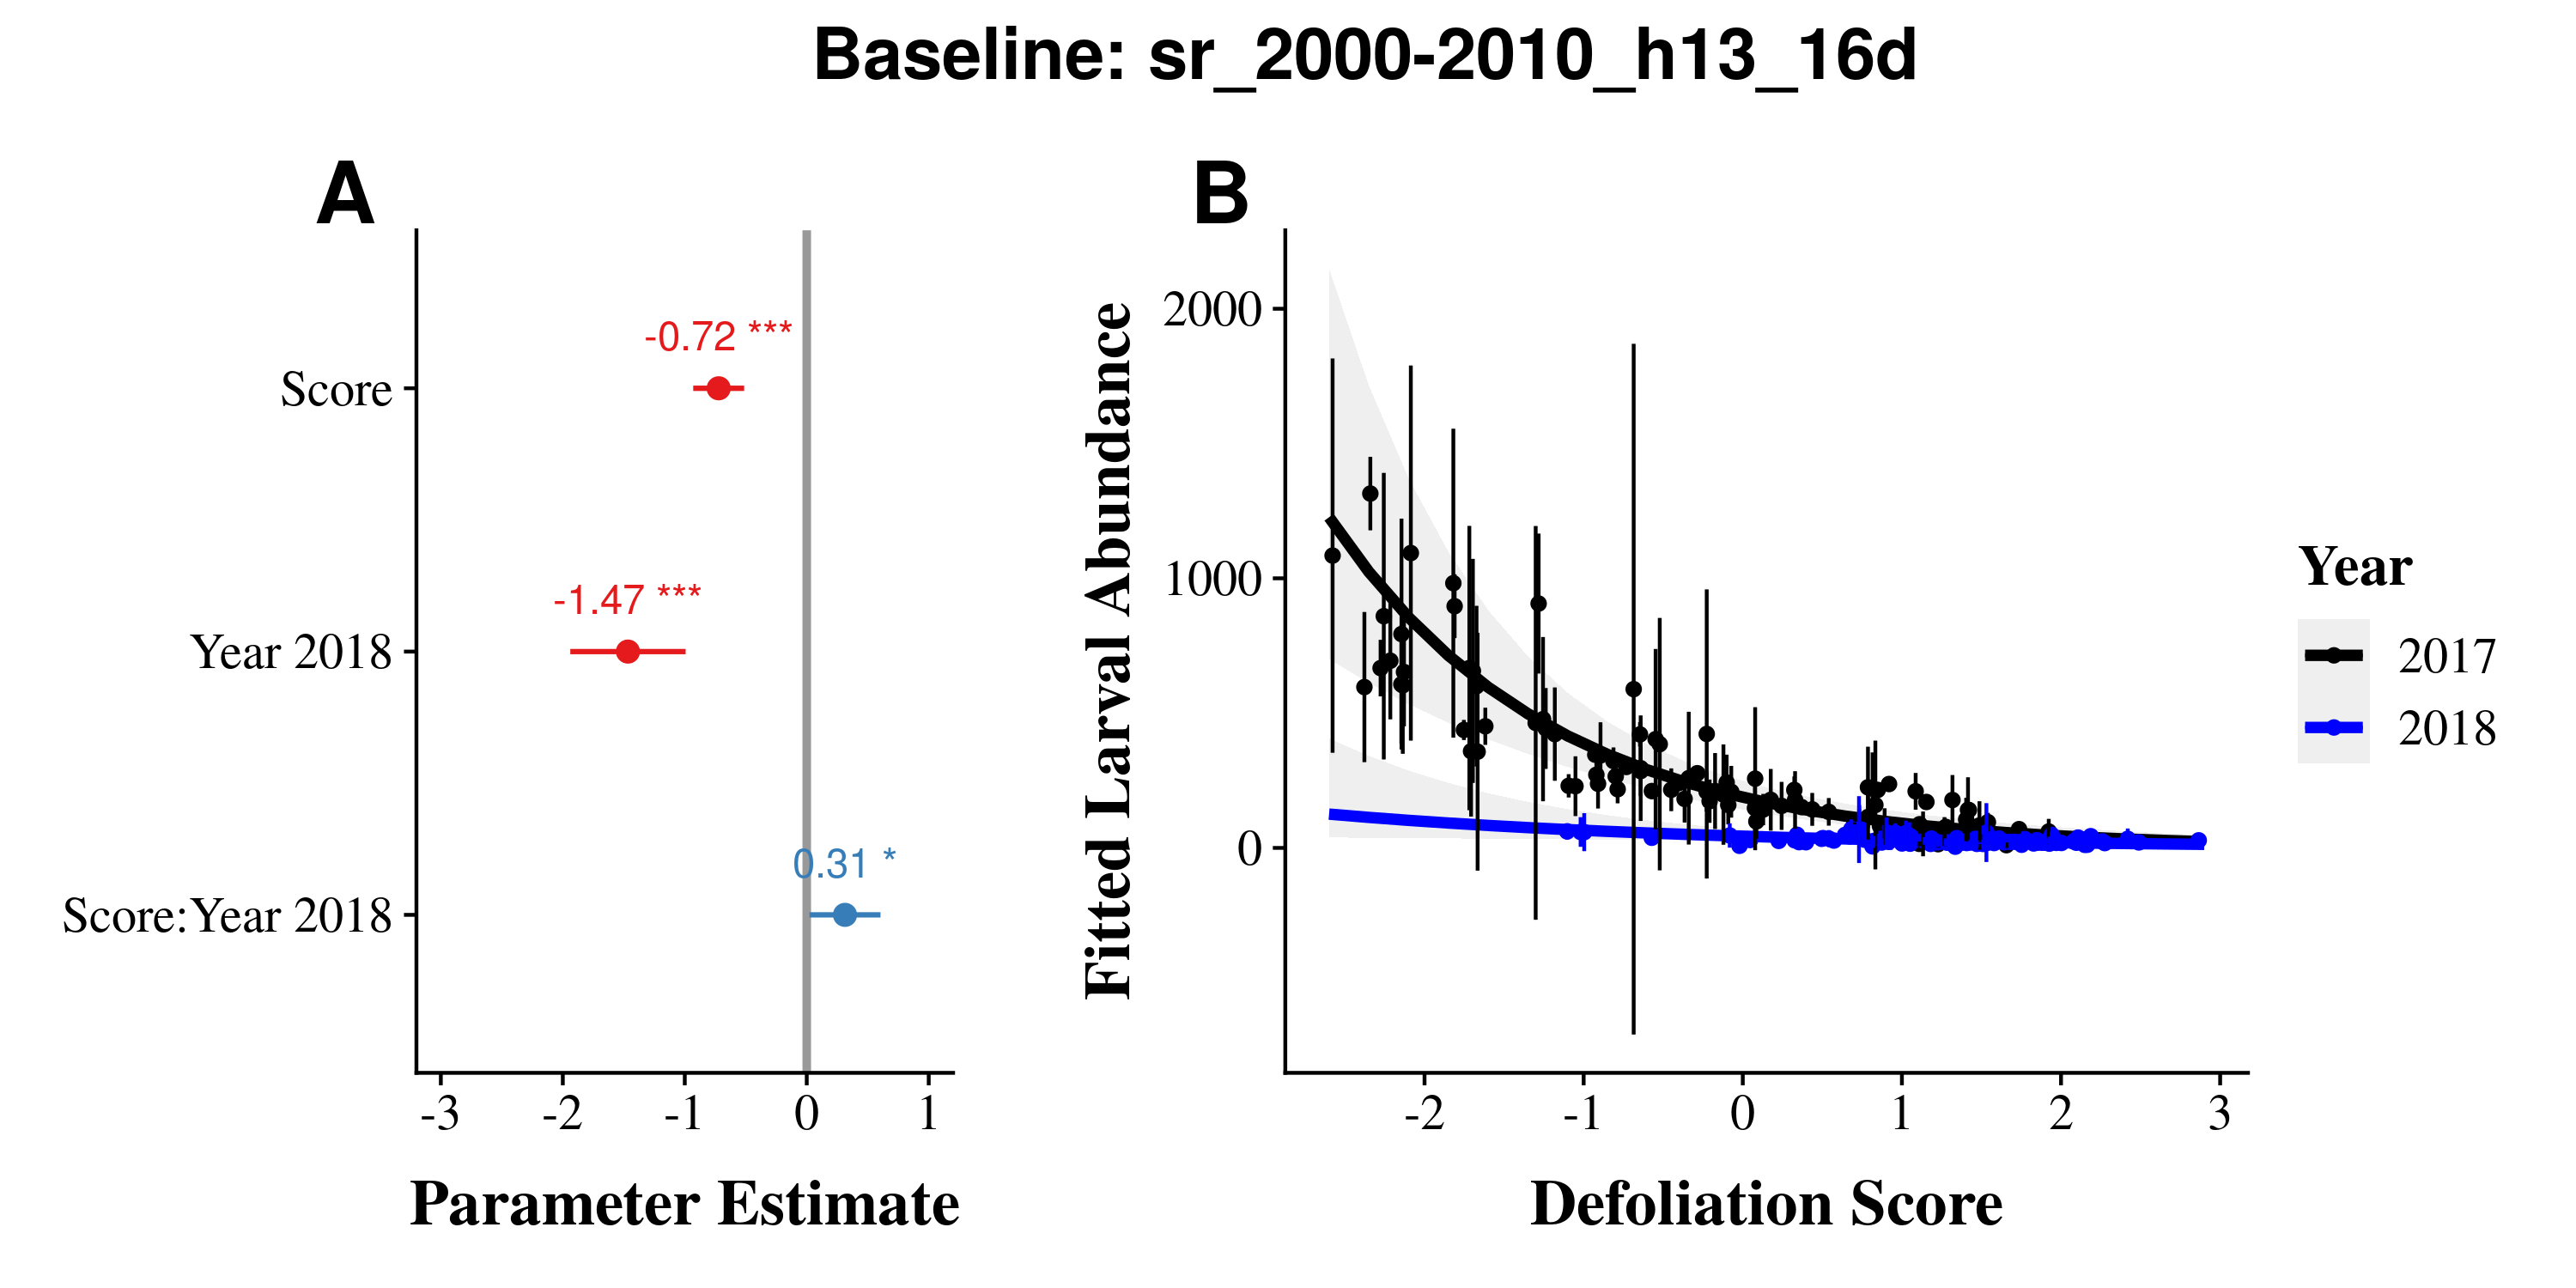 Baseline: sr_2000-2010_h13_16d
A
-0.72 ***
Score
-1.47 ***
Year 2018
0.31 *
Score:Year 2018
-3 -2 -1 0 1
Parameter Estimate
B
Fitted Larval Abundance
2000
1000
0
-2 -1 0 1 2 3
Defoliation Score
Year
2017
2018